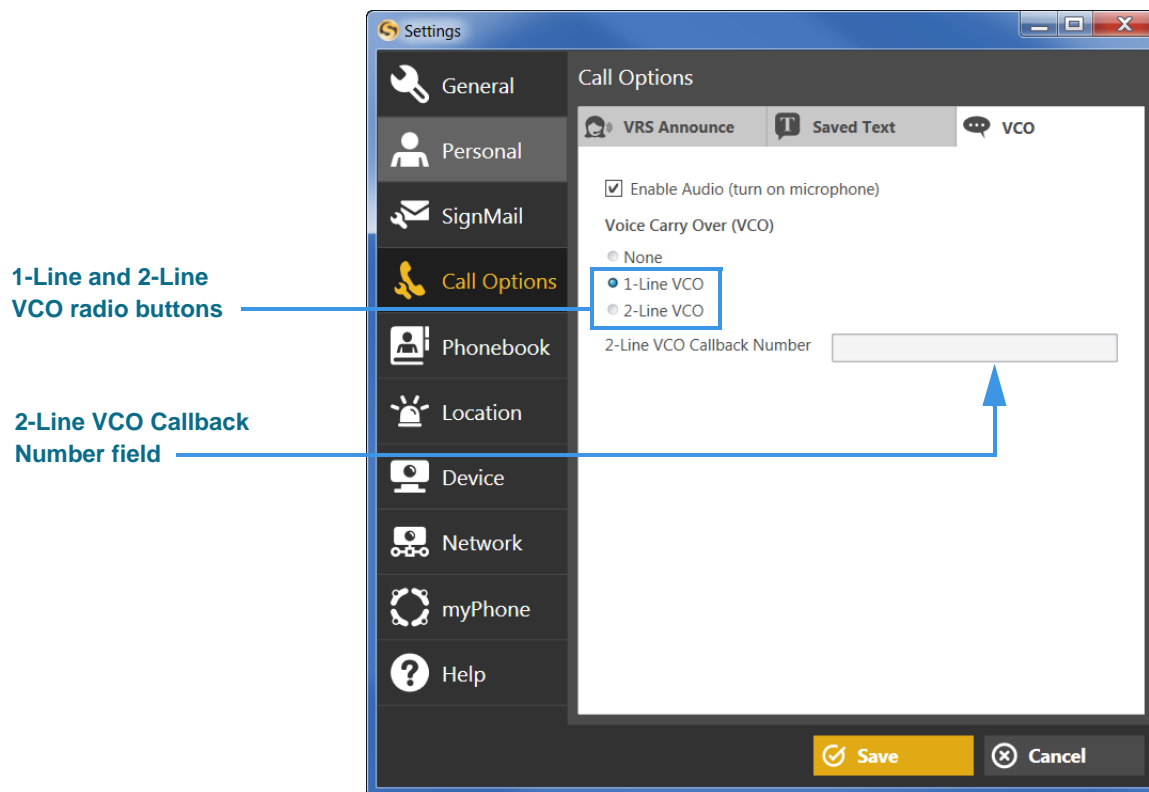 Settings
General
Personal
SignMail
Call Options
Phonebook
Location
Device
Network
myPhone
Help
Call Options
VRS Announce
Saved Text
VCO
Enable Audio (turn on microphone)
Voice Carry Over (VCO)
None
1-Line VCO
2-Line VCO
2-Line VCO Callback Number
Save
Cancel
1-Line and 2-Line
VCO radio buttons
2-Line VCO Callback
Number field